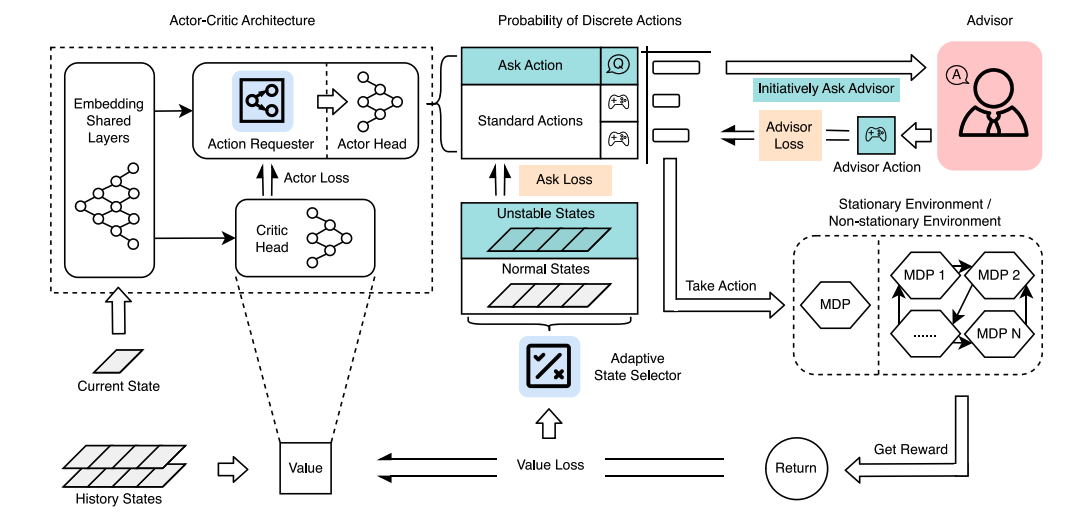 Actor-Critic Architecture
Probability of Discrete Actions
Advisor
Embedding
Shared
Layers
Action Requester
Actor Head
Actor Loss
Critic
Head
Current State
History States
Value
Ask Action
Q
Standard Actions
Ask Loss
Unstable States
Normal States
Adaptive
State Selector
Value Loss
Initiatively Ask Advisor
A
Advisor
Loss
Advisor Action
Stationary Environment /
Non-stationary Environment
Take Action
MDP
MDP 1
MDP 2
......
MDP N
Get Reward
Return